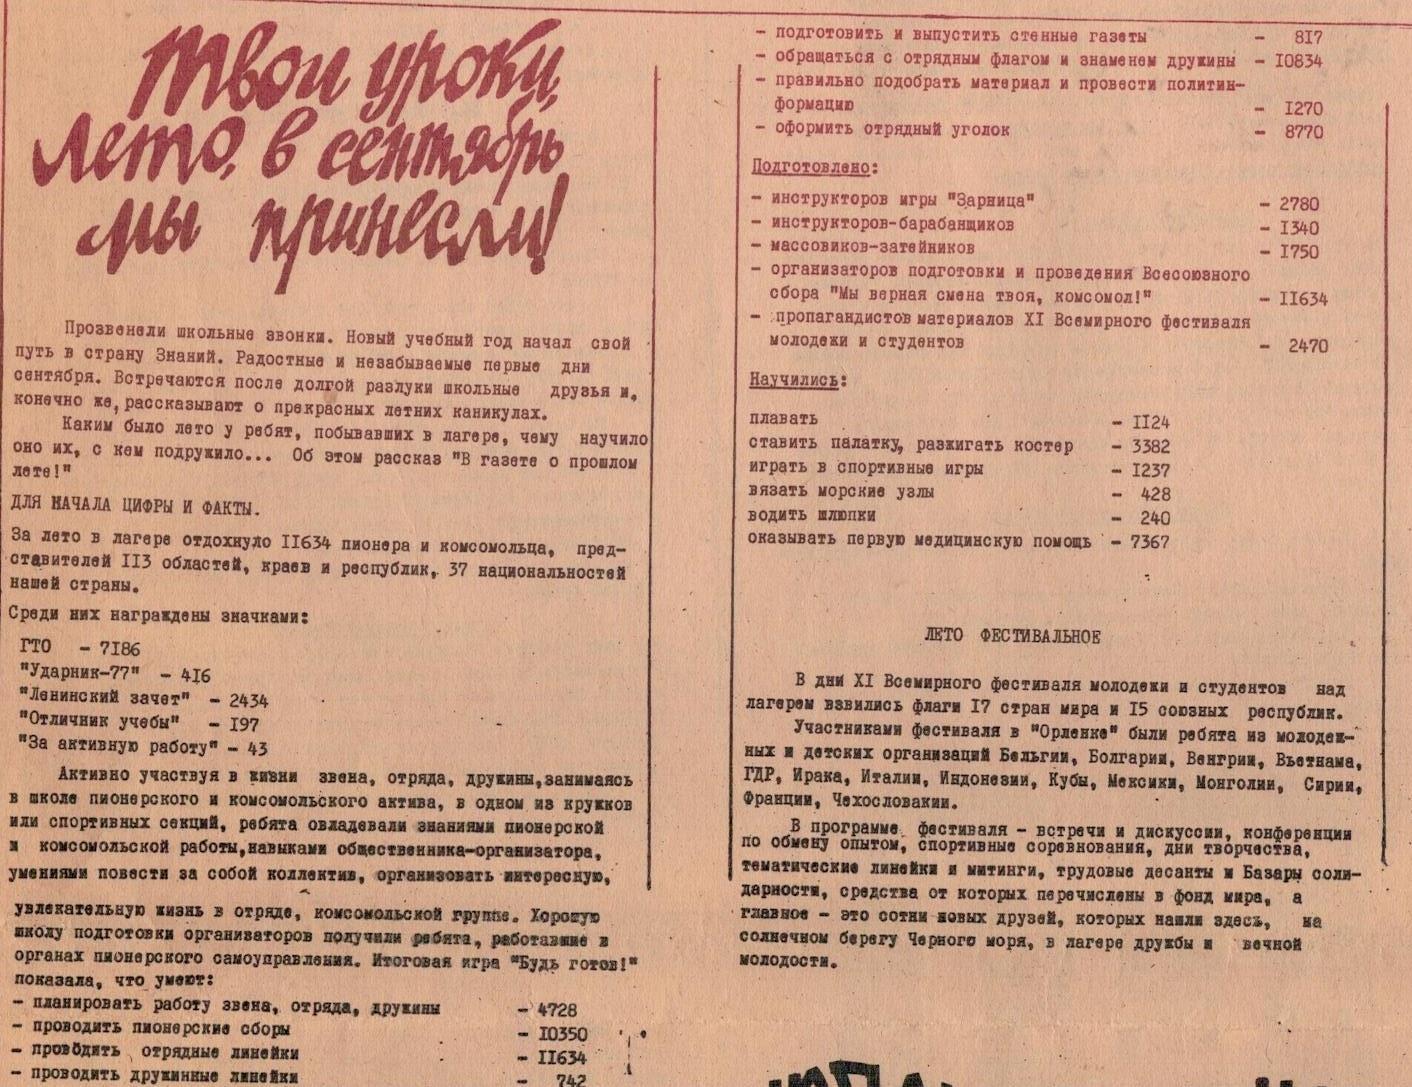 Твои уроки,
лето, в сентябрь
мы принесли!
Прозвенели школьные звонки. Новый учебный год начал свой
путь в страну Знаний. Радостные и незабываемые первые дни
сентября. Встречаются после долгой разлуки школьные друзья и,
конечно же, рассказывают о прекрасных летних каникулах.
Каким было лето у ребят, побывавших в лагере, чему научило
оно их, с кем подружило... Об этом рассказ "В газете о прошлом
лете!"
ДЛЯ НАЧАЛА ЦИФРЫ И ФАКТЫ.
За лето в лагере отдохнуло II634 пионера и комсомольца, пред-
ставителей II3 областей, краев и республик, 37 национальностей
нашей страны.
Среди них награждены значками:
ГТО - 7I86
"Ударник-77" - 4I6
"Ленинский зачет" - 2434
"Отличник учебы" - I97
"За активную работу" - 43
Активно участвуя в жизни звена, отряда, дружины, занимаясь
в школе пионерского и комсомольского актива, в одном из кружков
или спортивных секций, ребята овладевали знаниями пионерской
и комсомольской работы, навыками общественника-организатора,
умениями повести за собой коллектив, организовать интересную,
увлекательную жизнь в отряде, комсомольской группе. Хорошую
школу подготовки организаторов получили ребята, работавшие в
органах пионерского самоуправления. Итоговая игра "Будь готов!"
показала, что умеют:
- планировать работу звена, отряда, дружины - 4728
- проводить пионерские сборы - I0350
- проводить отрядные линейки - II634
- проводить дружинные линейки - 742
- подготовить и выпустить стенные газеты - 8I7
- обращаться с отрядным флагом и знаменем дружины - I0834
- правильно подобрать материал и провести политин-
формацию - I270
- оформить отрядный уголок - 8770
Подготовлено:
- инструкторов игры "Зарница" - 2780
- инструкторов-барабанщиков - I340
- массовиков-затейников - I750
- организаторов подготовки и проведения Всесоюзного
сбора "Мы верная смена твоя, комсомол!" - II634
- пропагандистов материалов XI Всемирного фестиваля
молодежи и студентов - 2470
Научились:
плавать - II24
ставить палатку, разжигать костер - 3382
играть в спортивные игры - I237
вязать морские узлы - 428
водить шлюпки - 240
оказывать первую медицинскую помощь - 7367
ЛЕТО ФЕСТИВАЛЬНОЕ
В дни XI Всемирного фестиваля молодежи и студентов над
лагерем взвились флаги I7 стран мира и I5 союзных республик.
Участниками фестиваля в "Орленке" были ребята из молодеж-
ных и детских организаций Бельгии, Болгарии, Венгрии, Вьетнама,
ГДР, Ирака, Италии, Индонезии, Кубы, Мексики, Монголии, Сирии,
Франции, Чехословакии.
В программе фестиваля - встречи и дискуссии, конференции
по обмену опытом, спортивные соревнования, дни творчества,
тематические линейки и митинги, трудовые десанты и Базары соли-
дарности, средства от которых перечислены в фонд мира, а
главное - это сотни новых друзей, которых нашли здесь, на
солнечном берегу Черного моря, в лагере дружбы и вечной
молодости.